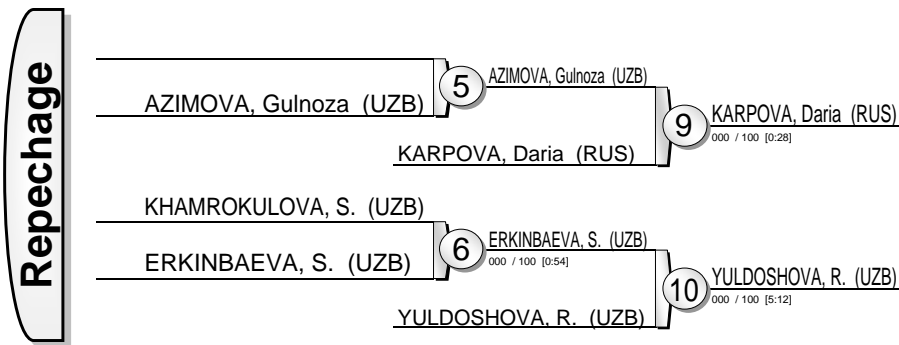 Repechage
AZIMOVA, Gulnoza (UZB)
5
AZIMOVA, Gulnoza (UZB)
KARPOVA, Daria (RUS)
9
KARPOVA, Daria (RUS)
000 / 100 [0:28]
KHAMROKULOVA, S. (UZB)
ERKINBAEVA, S. (UZB)
6
ERKINBAEVA, S. (UZB)
000 / 100 [0:54]
YULDOSHOVA, R. (UZB)
10
YULDOSHOVA, R. (UZB)
000 / 100 [5:12]